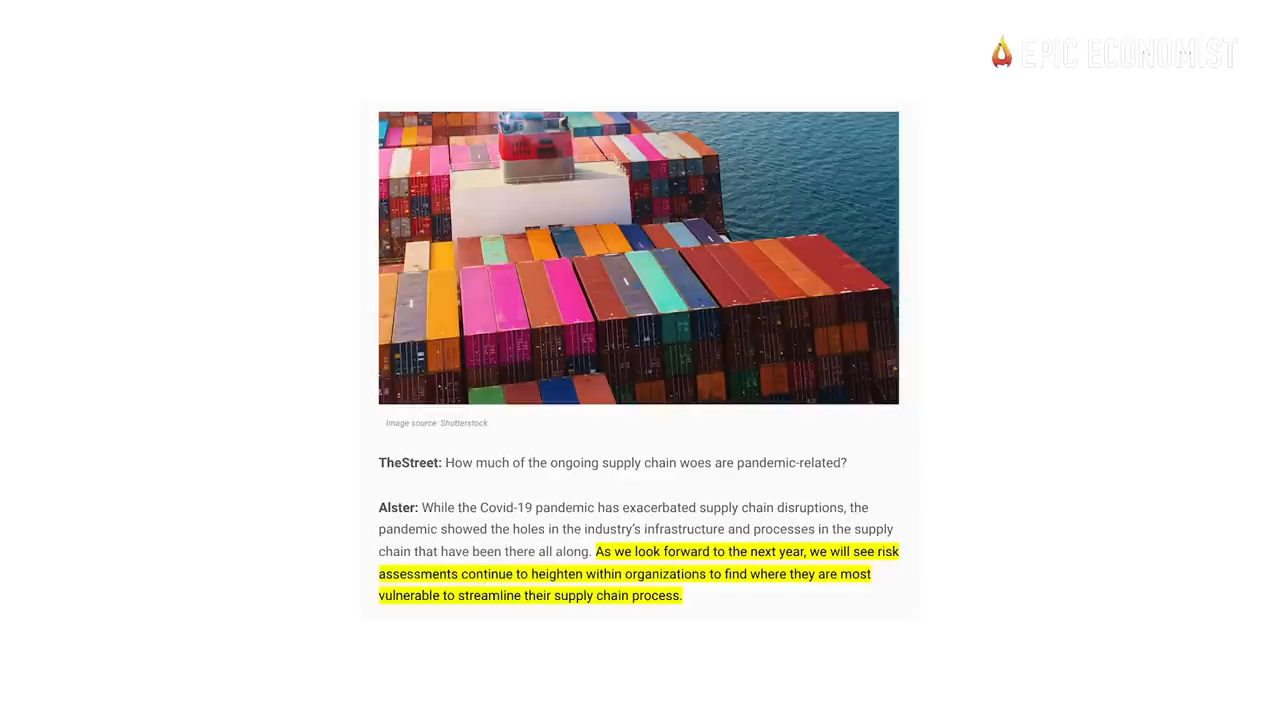 EPIC ECONOMIST
Image source: Shutterstock
TheStreet: How much of the ongoing supply chain woes are pandemic-related?
Alster: While the Covid-19 pandemic has exacerbated supply chain disruptions, the
pandemic showed the holes in the industry's infrastructure and processes in the supply
chain that have been there all along. As we look forward to the next year, we will see risk
assessments continue to heighten within organizations to find where they are most
vulnerable to streamline their supply chain process.